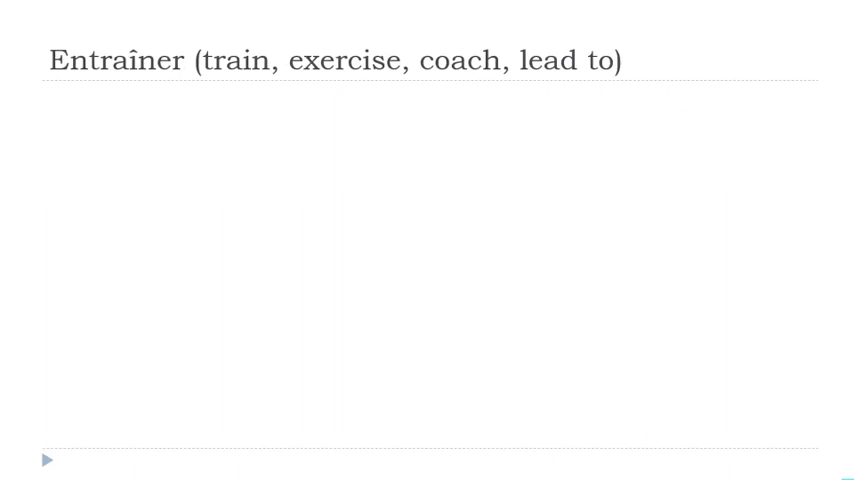 Entraîner (train, exercise, coach, lead to)